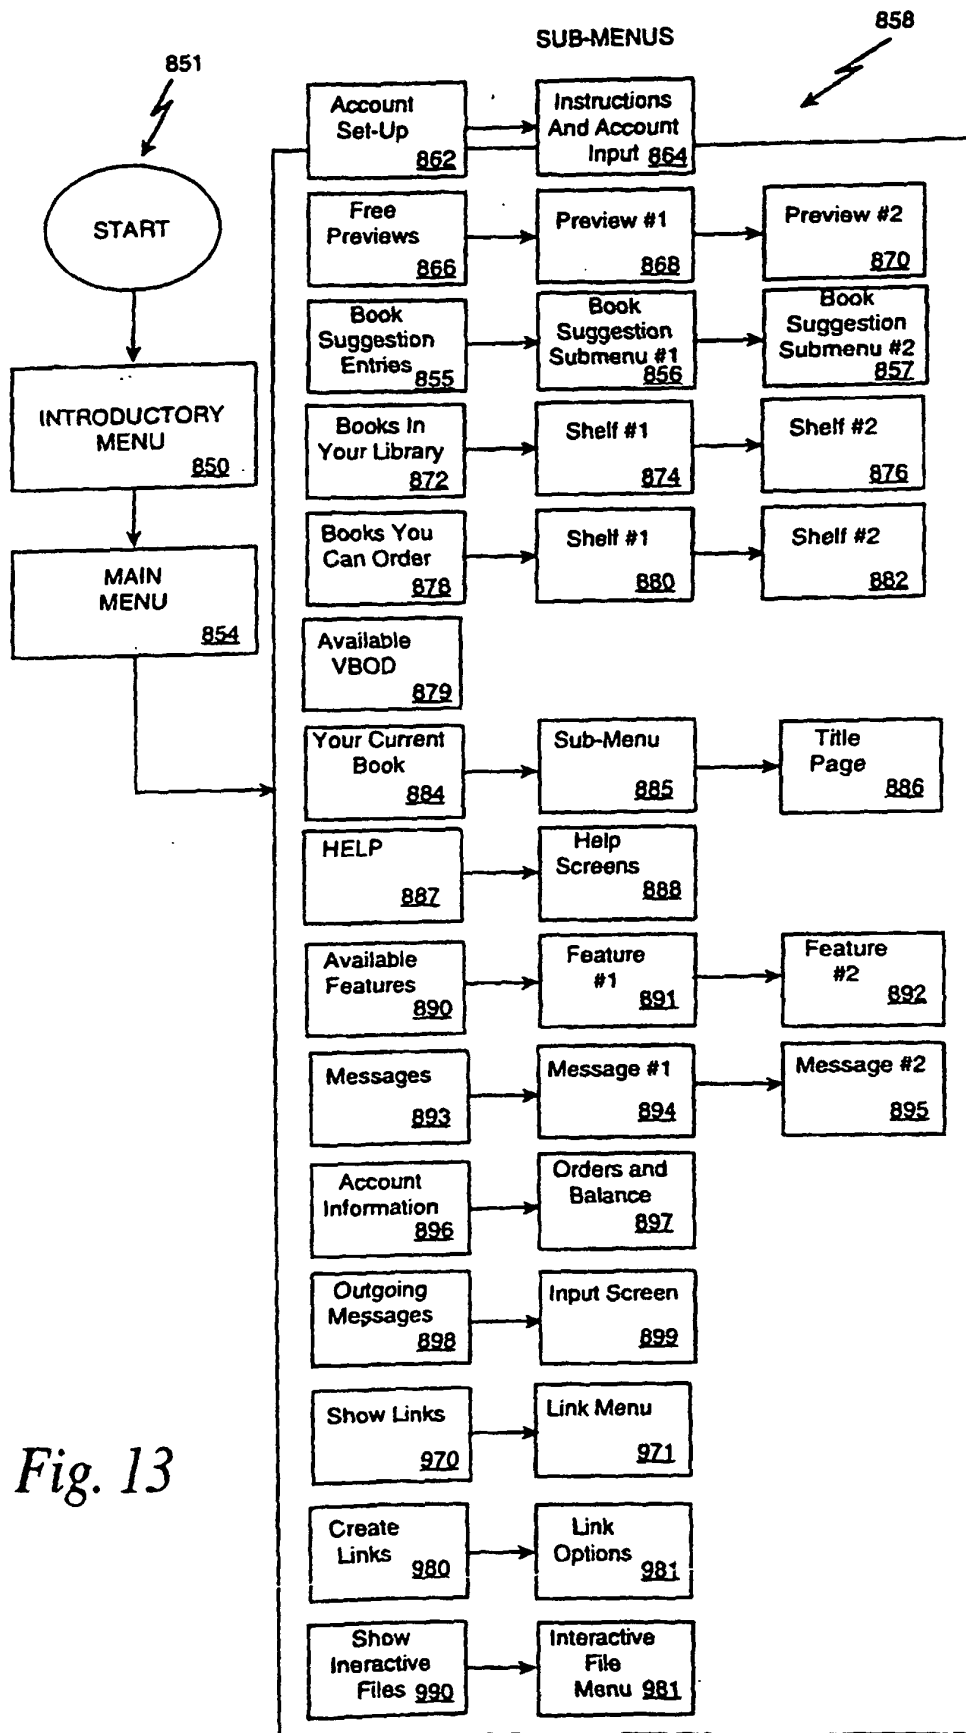 858
SUB-MENUS
851
Account
Set-Up
862
Instructions
And Account
Input 864
START
Free
Previews
866
Preview #1
868
Preview #2
870
Book
Suggestion
Entries
855
Book
Suggestion
Submenu #1
856
Book
Suggestion
Submenu #2
857
INTRODUCTORY
MENU
850
Books In
Your Library
872
Shelf #1
874
Shelf #2
876
MAIN
MENU
854
Books You
Can Order
878
Shelf #1
880
Shelf #2
882
Available
VBOD
879
Your Current
Book
884
Sub-Menu
885
Title
Page
886
HELP
887
Help
Screens
888
Available
Features
890
Feature
#1
891
Feature
#2
892
Messages
893
Message #1
894
Message #2
895
Account
Information
896
Orders and
Balance
897
Outgoing
Messages
898
Input Screen
899
Show Links
970
Link Menu
971
Fig. 13
Create
Links
980
Link
Options
981
Show
Ineractive
Files 990
Interactive
File
Menu 981